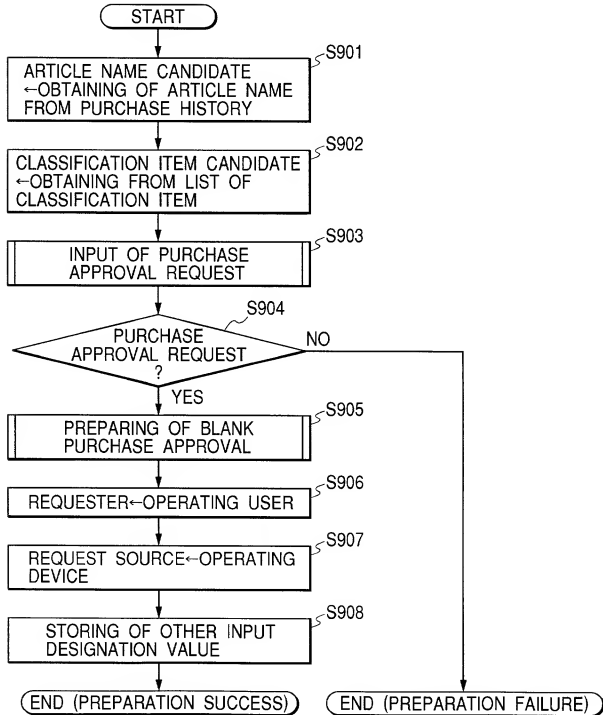 START
S901
ARTICLE NAME CANDIDATE
←OBTAINING OF ARTICLE NAME
FROM PURCHASE HISTORY
S902
CLASSIFICATION ITEM CANDIDATE
←OBTAINING FROM LIST OF
CLASSIFICATION ITEM
S903
INPUT OF PURCHASE
APPROVAL REQUEST
S904
PURCHASE
APPROVAL REQUEST
?
NO
YES
S905
PREPARING OF BLANK
PURCHASE APPROVAL
S906
REQUESTER←OPERATING USER
S907
REQUEST SOURCE←OPERATING
DEVICE
S908
STORING OF OTHER INPUT
DESIGNATION VALUE
END (PREPARATION SUCCESS)
END (PREPARATION FAILURE)